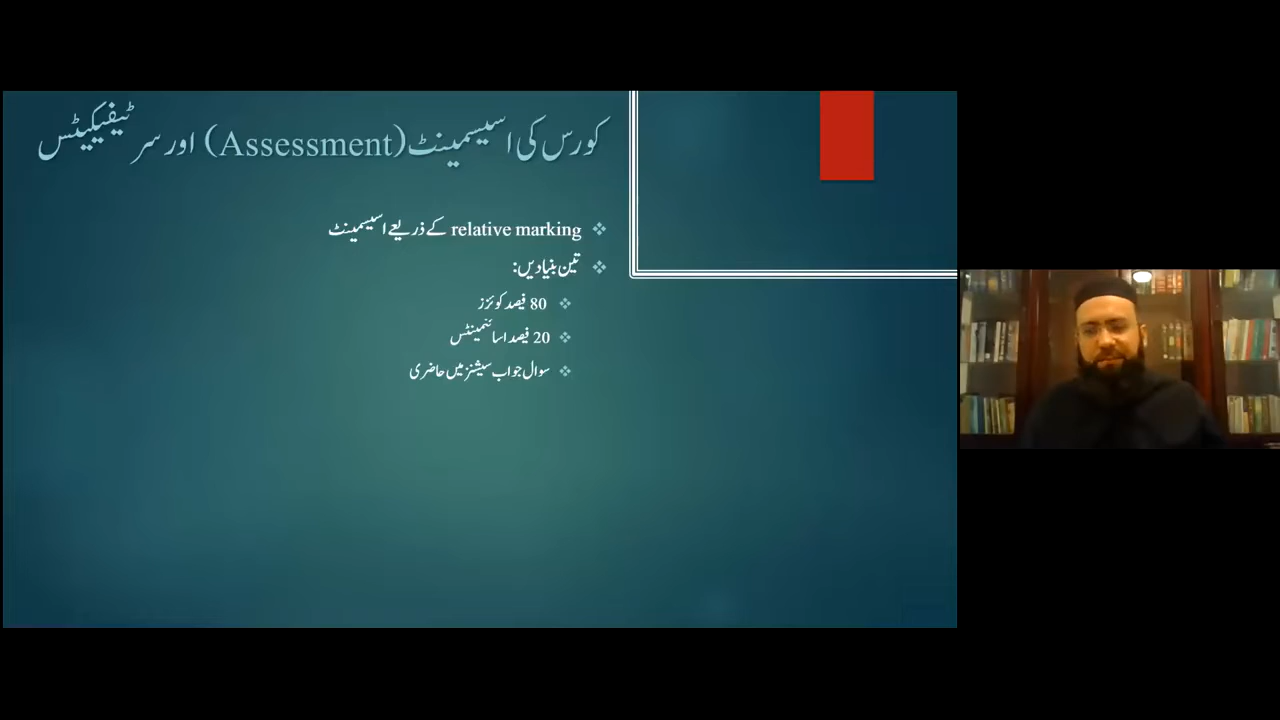 کورس کی اسیسمینٹ(Assessment) اور سرٹیفیکیٹس
relative marking کے ذریعے اسیسمینٹ
تین بنیادیں:
80 فیصد کوئزز
20 فیصد اسائنمینٹس
سوال جواب سیشنز میں حاضری